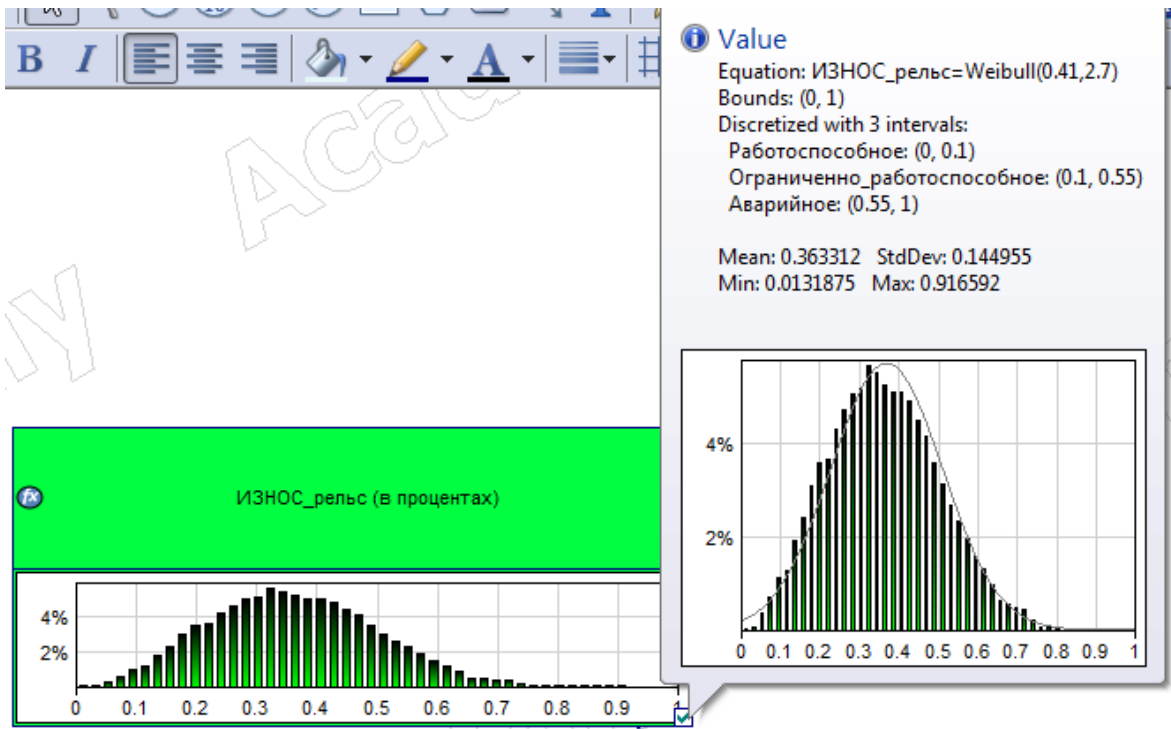 B I A
Acad
my
Value
Equation: ИЗНОС_рельс=Weibull(0.41,2.7)
Bounds: (0, 1)
Discretized with 3 intervals:
Работоспособное: (0, 0.1)
Ограниченно_работоспособное: (0.1, 0.55)
Аварийное: (0.55, 1)
Mean: 0.363312 StdDev: 0.144955
Min: 0.0131875 Max: 0.916592
4%
2%
0 0.1 0.2 0.3 0.4 0.5 0.6 0.7 0.8 0.9 1
fx ИЗНОС_рельс (в процентах)
4%
2%
0 0.1 0.2 0.3 0.4 0.5 0.6 0.7 0.8 0.9